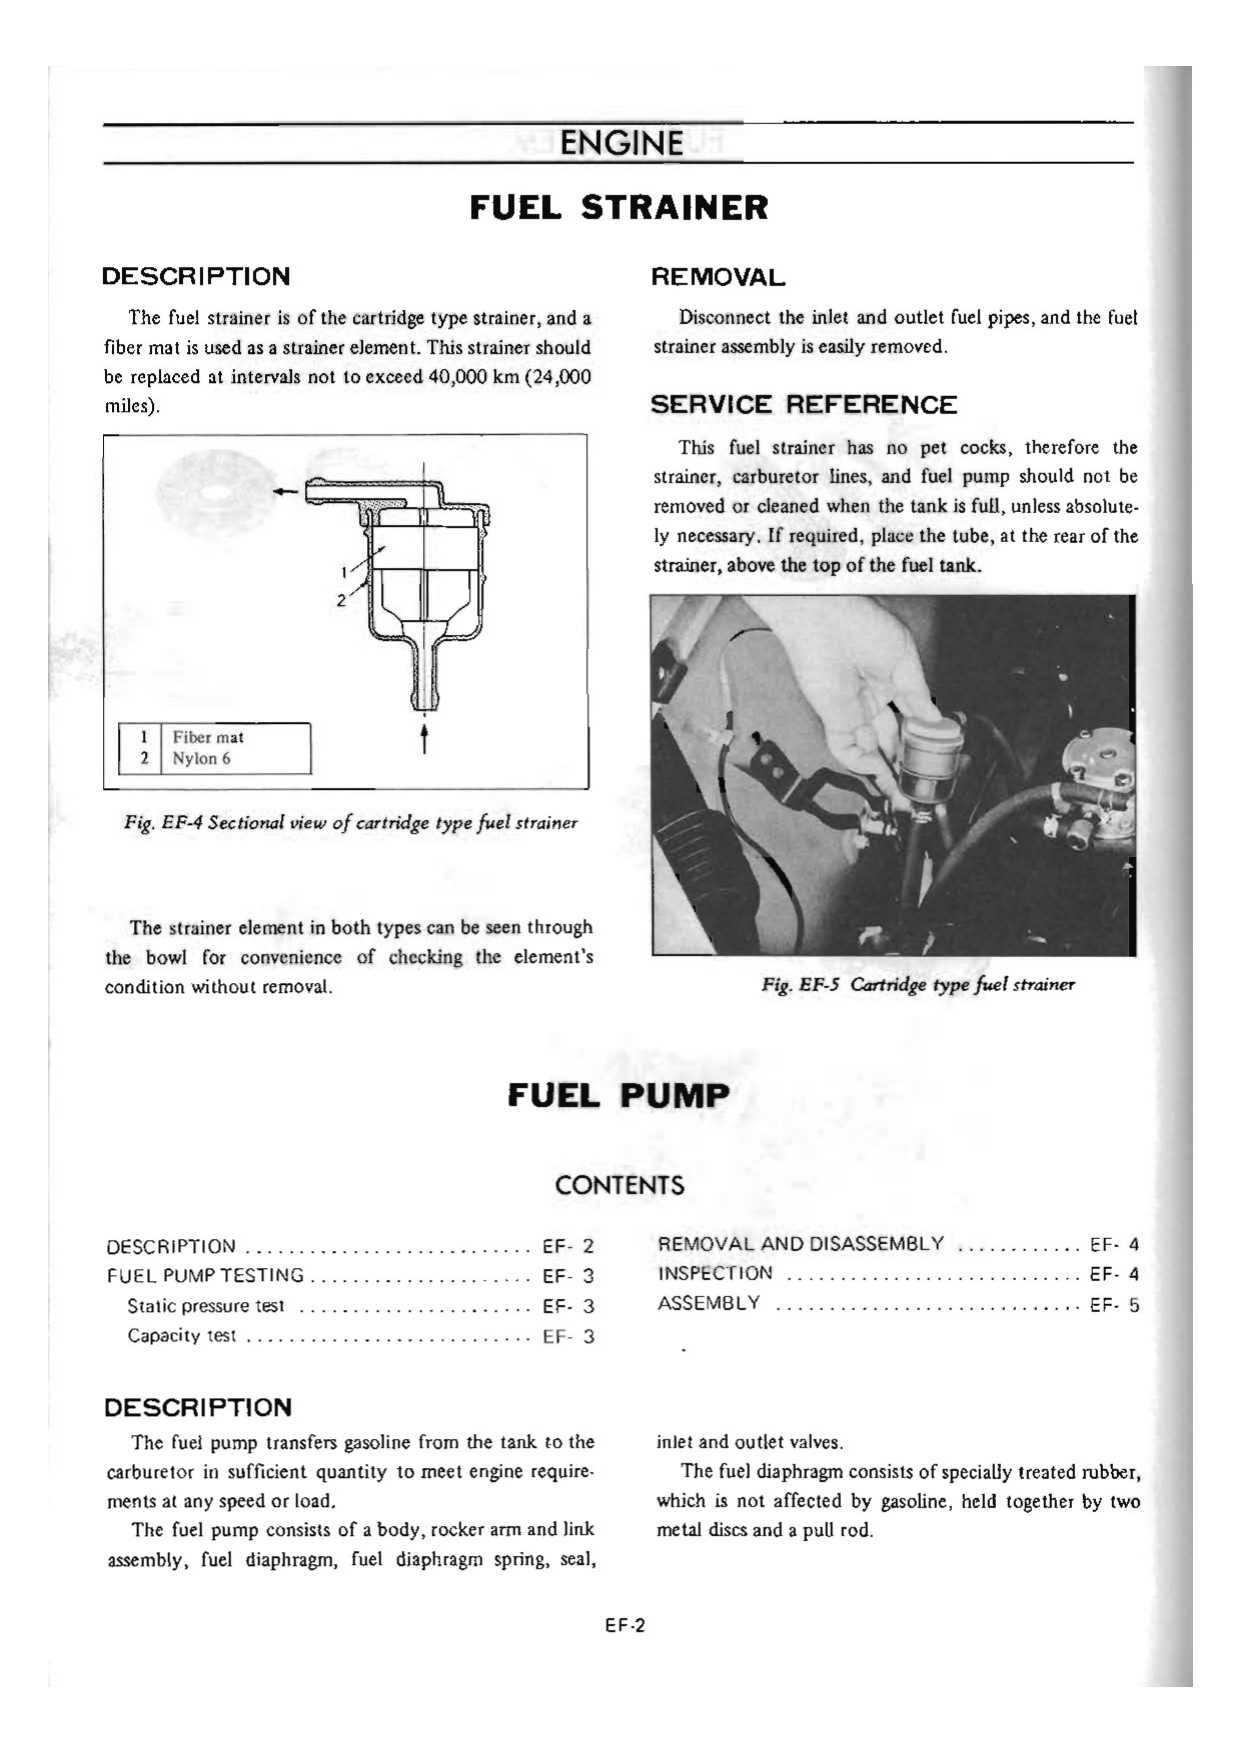 ENGINE
FUEL STRAINER
DESCRIPTION
The fuel strainer is of the cartridge type strainer, and a
fiber mat is used as a strainer element. This strainer should
be replaced at intervals not to exceed 40,000 km (24,000
miles).
1
2
1 Fiber mat
2 Nylon 6
Fig. EF-4 Sectional view of cartridge type fuel strainer
The strainer element in both types can be seen through
the bowl for convenience of checking the element's
condition without removal.
REMOVAL
Disconnect the inlet and outlet fuel pipes, and the fuel
strainer assembly is easily removed.
SERVICE REFERENCE
This fuel strainer has no pet cocks, therefore the
strainer, carburetor lines, and fuel pump should not be
removed or cleaned when the tank is full, unless absolute-
ly necessary. If required, place the tube, at the rear of the
strainer, above the top of the fuel tank.
Fig. EF-5 Cartridge type fuel strainer
FUEL PUMP
CONTENTS
DESCRIPTION ........................... EF- 2
FUEL PUMP TESTING ..................... EF- 3
Static pressure test ...................... EF- 3
Capacity test ........................... EF- 3
REMOVAL AND DISASSEMBLY ............ EF- 4
INSPECTION ............................ EF- 4
ASSEMBLY ............................. EF- 5
DESCRIPTION
The fuel pump transfers gasoline from the tank to the
carburetor in sufficient quantity to meet engine require-
ments at any speed or load.
The fuel pump consists of a body, rocker arm and link
assembly, fuel diaphragm, fuel diaphragm spring, seal,
inlet and outlet valves.
The fuel diaphragm consists of specially treated rubber,
which is not affected by gasoline, held together by two
metal discs and a pull rod.
EF-2